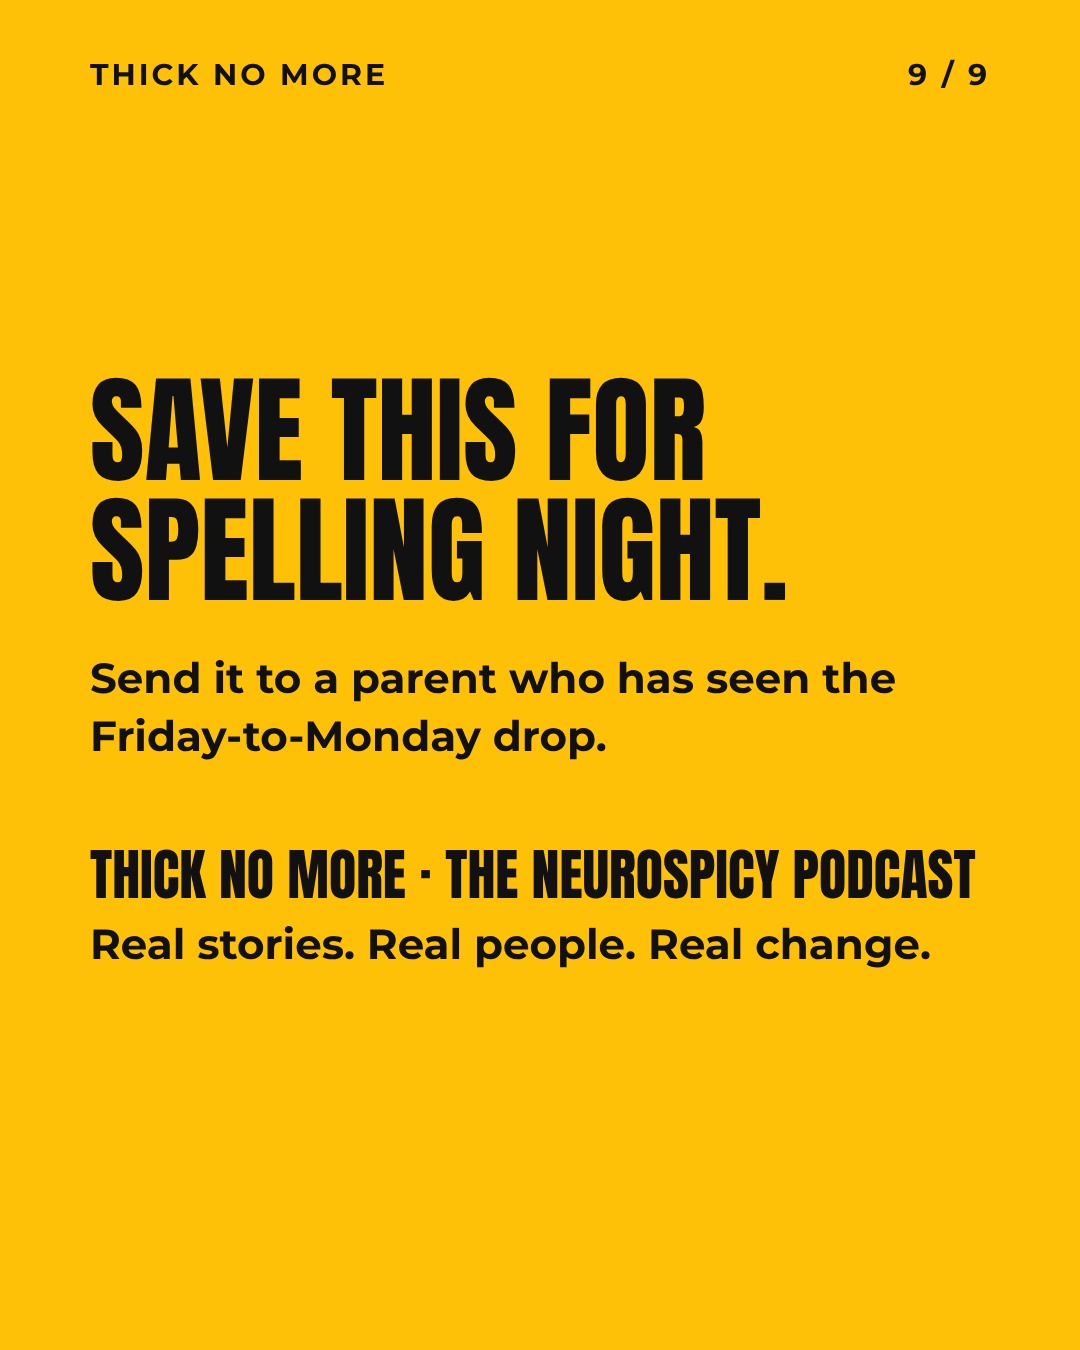 THICK NO MORE
9 / 9
SAVE THIS FOR
SPELLING NIGHT.
Send it to a parent who has seen the
Friday-to-Monday drop.
THICK NO MORE · THE NEUROSPICY PODCAST
Real stories. Real people. Real change.